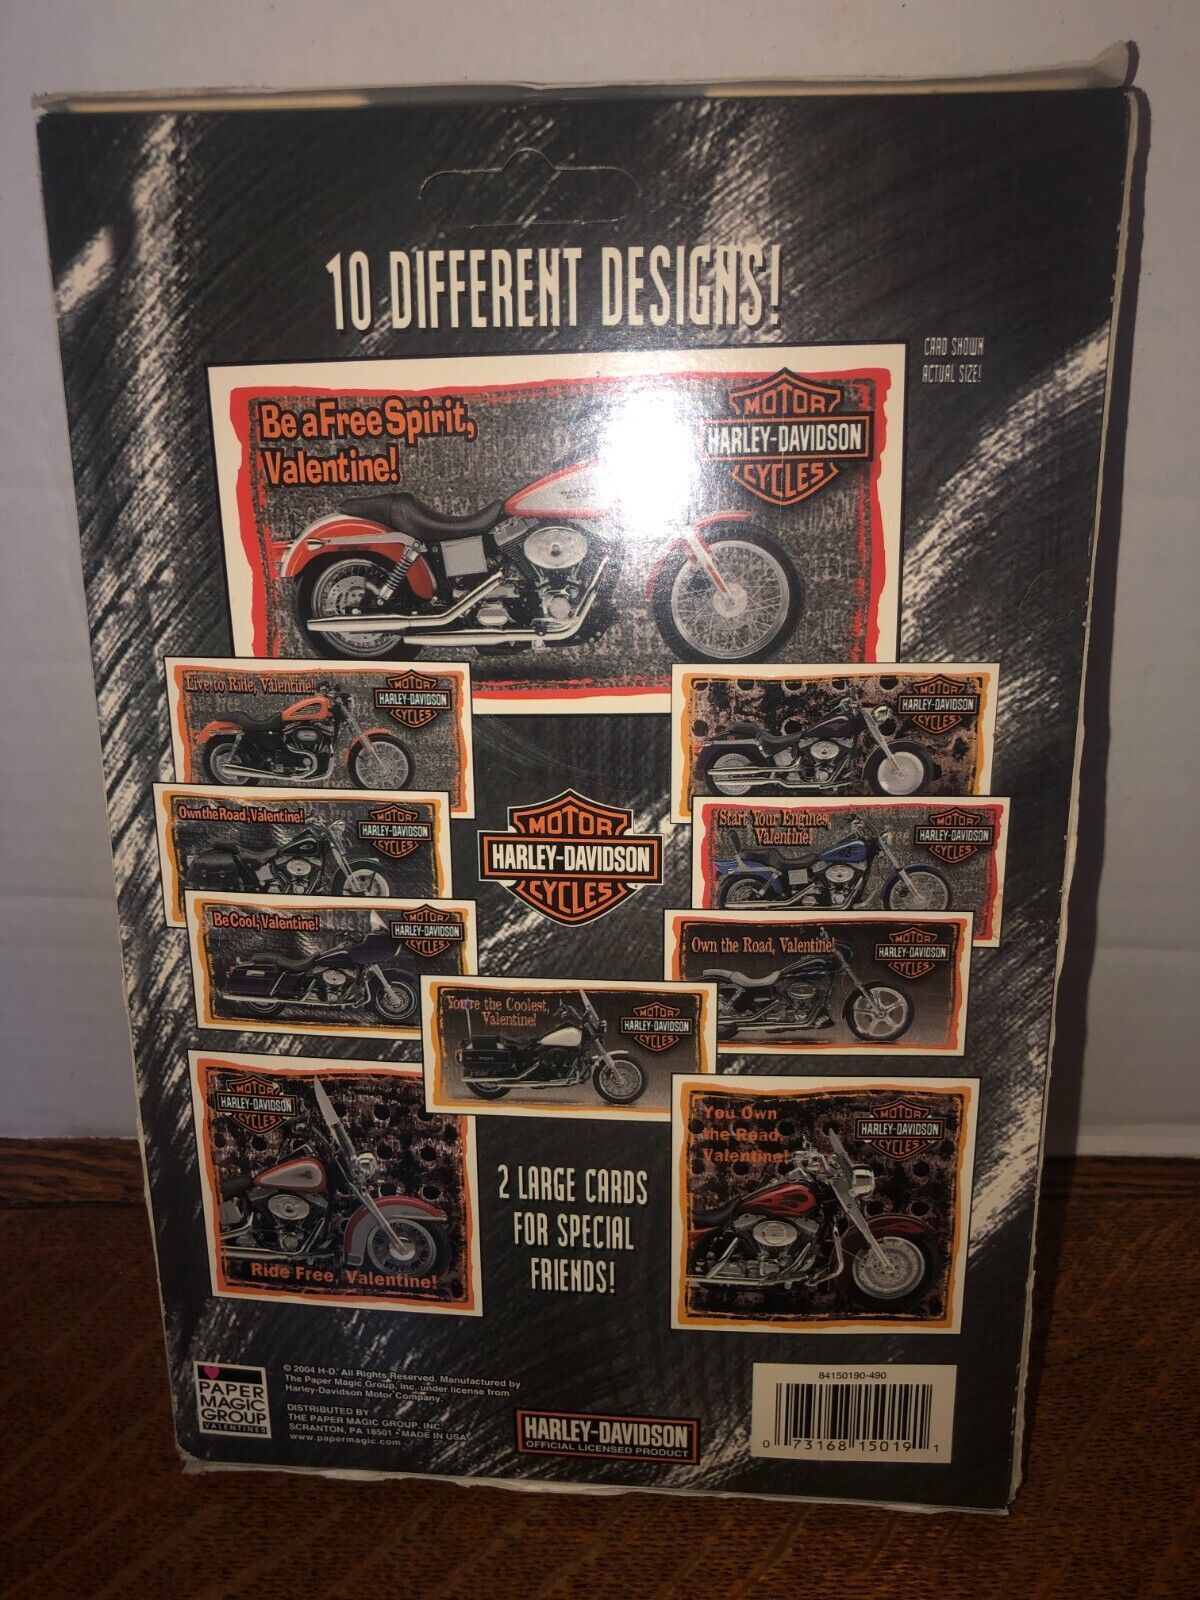 10 DIFFERENT DESIGNS!
CARD SHOWN
ACTUAL SIZE!
Be a Free Spirit,
Valentine!
MOTOR
HARLEY-DAVIDSON
CYCLES
Live to Ride, Valentine!
MOTOR
HARLEY-DAVIDSON
CYCLES
MOTOR
HARLEY-DAVIDSON
CYCLES
Own the Road, Valentine!
MOTOR
HARLEY-DAVIDSON
CYCLES
MOTOR
HARLEY-DAVIDSON
CYCLES
Start Your Engines,
Valentine!
MOTOR
HARLEY-DAVIDSON
CYCLES
Be Cool, Valentine!
MOTOR
HARLEY-DAVIDSON
CYCLES
Own the Road, Valentine!
MOTOR
HARLEY-DAVIDSON
CYCLES
You're the Coolest,
Valentine!
MOTOR
HARLEY-DAVIDSON
CYCLES
MOTOR
HARLEY-DAVIDSON
CYCLES
Ride Free, Valentine!
2 LARGE CARDS
FOR SPECIAL
FRIENDS!
You Own
the Road
Valentine!
MOTOR
HARLEY-DAVIDSON
CYCLES
PAPER
MAGIC
GROUP
VALENTINES
© 2004 H-D. All Rights Reserved. Manufactured by
The Paper Magic Group, Inc. under license from
Harley-Davidson Motor Company.
DISTRIBUTED BY
THE PAPER MAGIC GROUP, INC.
SCRANTON, PA 18501 • MADE IN USA
www.papermagic.com
HARLEY-DAVIDSON
OFFICIAL LICENSED PRODUCT
84150190-490
0 73168 15019 1